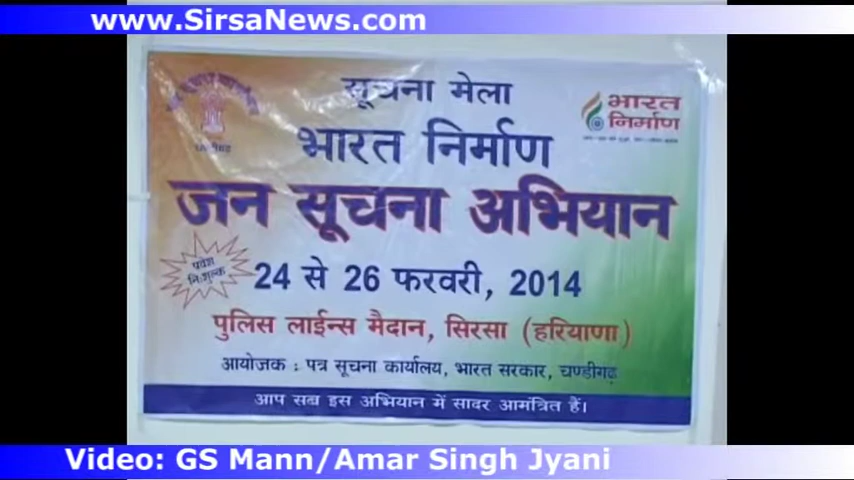 www.SirsaNews.com
सूचना मेला
भारत
निर्माण
भारत निर्माण
जन सूचना अभियान
प्रवेश
नि:शुल्क
24 से 26 फरवरी, 2014
पुलिस लाईन्स मैदान, सिरसा (हरियाणा)
आयोजक : पत्र सूचना कार्यालय, भारत सरकार, चण्डीगढ़
आप सब इस अभियान में सादर आमंत्रित हैं।
Video: GS Mann/Amar Singh Jyani